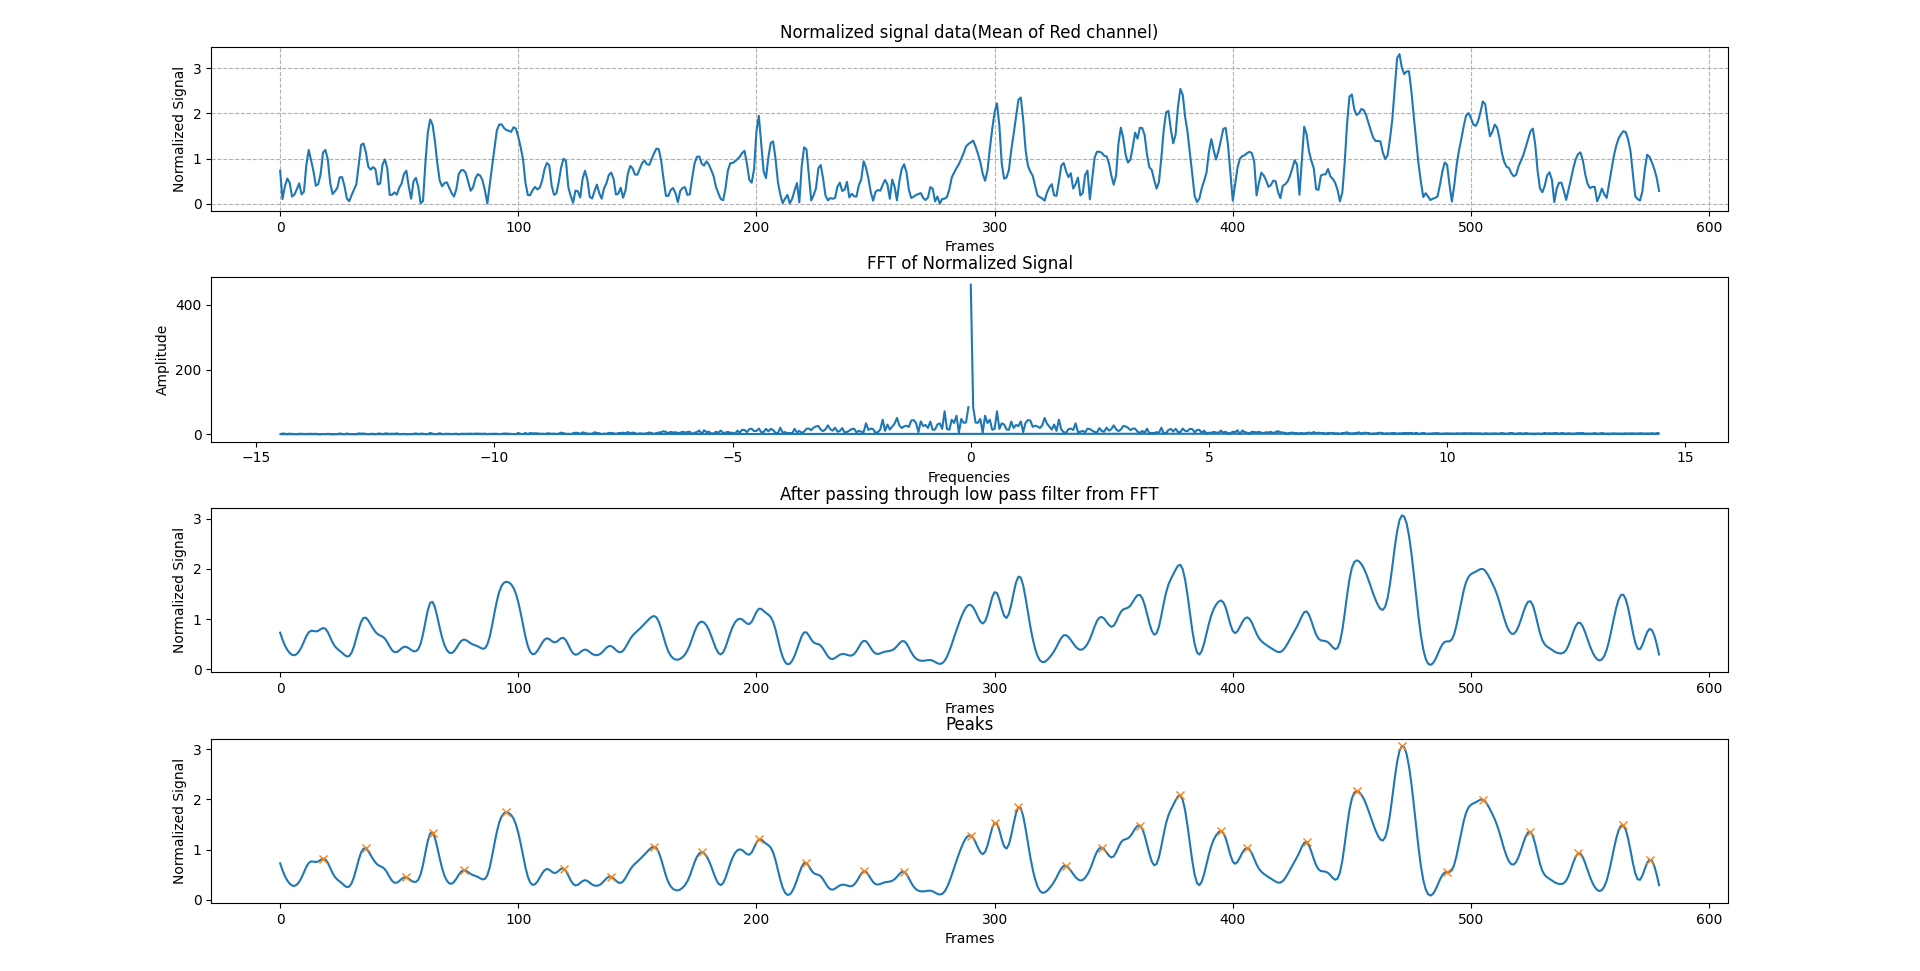 Normalized signal data(Mean of Red channel)
Normalized Signal
3
2
1
0
0 100 200 300 400 500 600
Frames
FFT of Normalized Signal
Amplitude
400
200
0
−15 −10 −5 0 5 10 15
Frequencies
After passing through low pass filter from FFT
Normalized Signal
3
2
1
0
0 100 200 300 400 500 600
Frames
Peaks
Normalized Signal
3
2
1
0
0 100 200 300 400 500 600
Frames